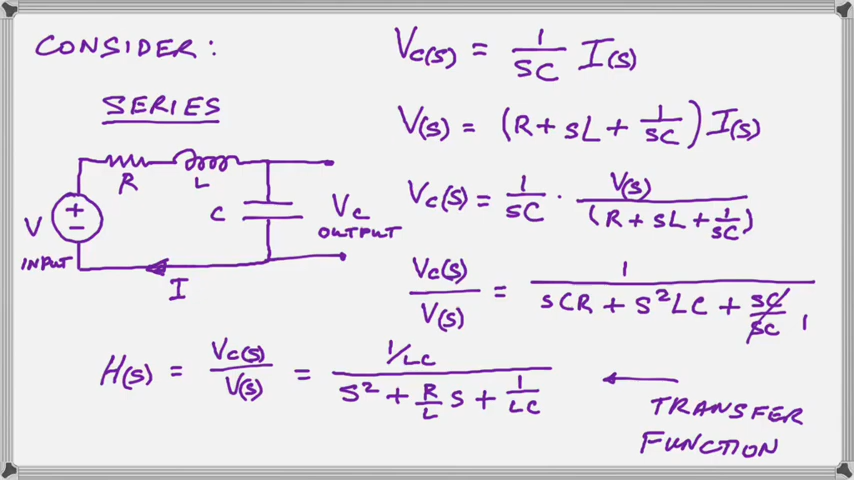 CONSIDER:
SERIES
R
L
C
V
+
−
INPUT
I
Vc
OUTPUT
Vc(s) = 1/sC I(s)
V(s) = (R + sL + 1/sC) I(s)
Vc(s) = 1/sC · V(s)/(R + sL + 1/sC)
Vc(s)/V(s) = 1/(sCR + s²LC + sC/sC 1)
H(s) = Vc(s)/V(s) = (1/LC)/(s² + R/L s + 1/LC)
TRANSFER
FUNCTION